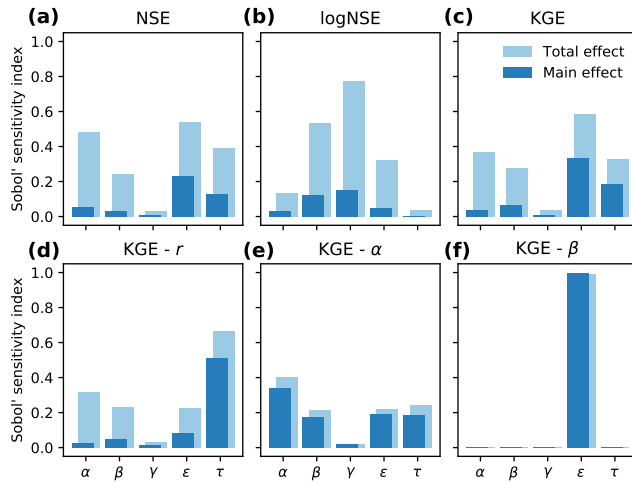 (a) NSE
(b) logNSE
(c) KGE
Sobol' sensitivity index
1.0
0.8
0.6
0.4
0.2
0.0
Total effect
Main effect
(d) KGE - r
(e) KGE - α
(f) KGE - β
Sobol' sensitivity index
1.0
0.8
0.6
0.4
0.2
0.0
α β γ ε τ
α β γ ε τ
α β γ ε τ